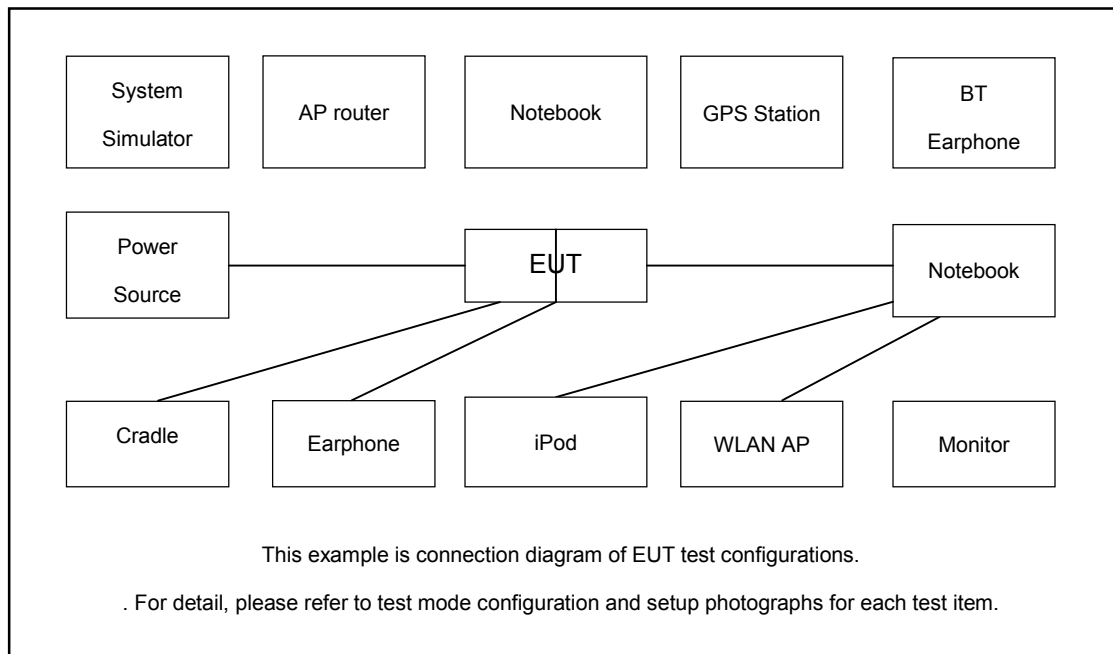 System
Simulator
AP router
Notebook
GPS Station
BT
Earphone
Power
Source
EUT
Notebook
Cradle
Earphone
iPod
WLAN AP
Monitor
This example is connection diagram of EUT test configurations.
. For detail, please refer to test mode configuration and setup photographs for each test item.